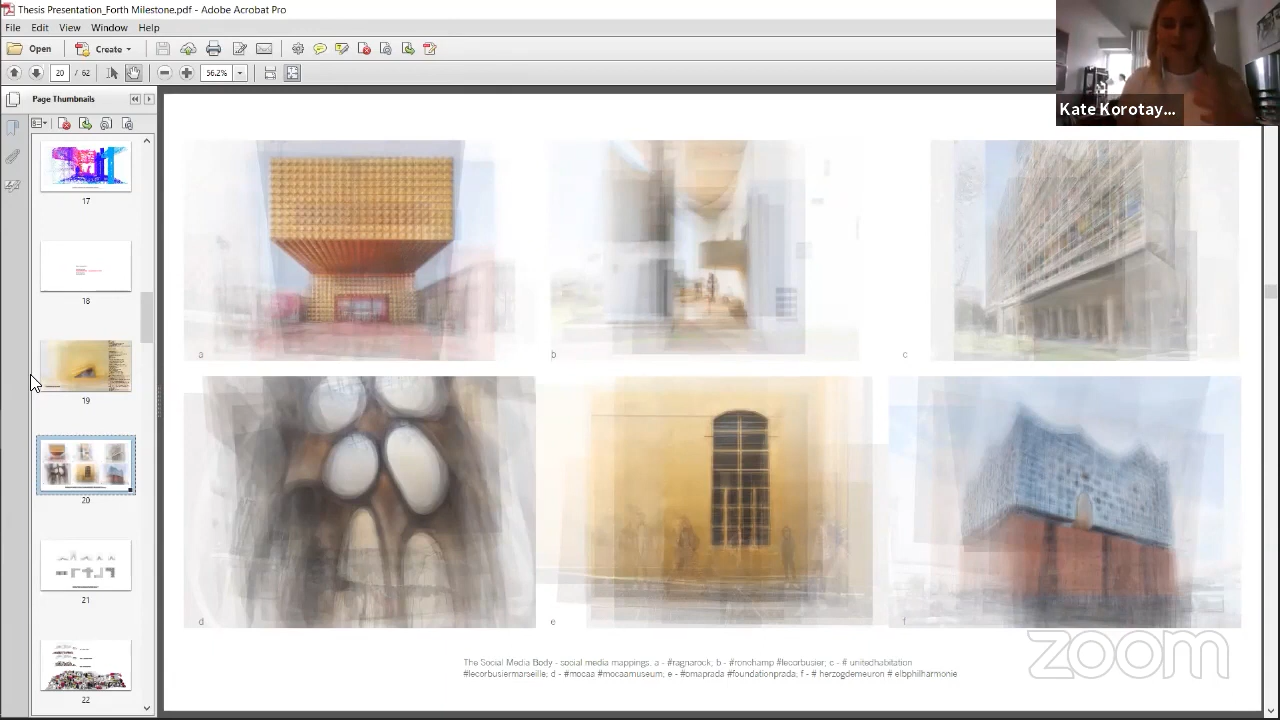 Thesis Presentation_Forth Milestone.pdf - Adobe Acrobat Pro
File Edit View Window Help
Open Create
20 / 62 56.2%
Page Thumbnails
Kate Korotay...
17
18
19
20
21
22
a
b
c
d
e
f
The Social Media Body - social media mappings. a - #ragnarock; b - #ronchamp #lecorbusier; c - # unitedhabitation
#lecorbusiermarseille; d - #mocaa #mocaamuseum; e - #omaprada #foundationprada; f - # herzogdemeuron # elbphilharmonie
zoom